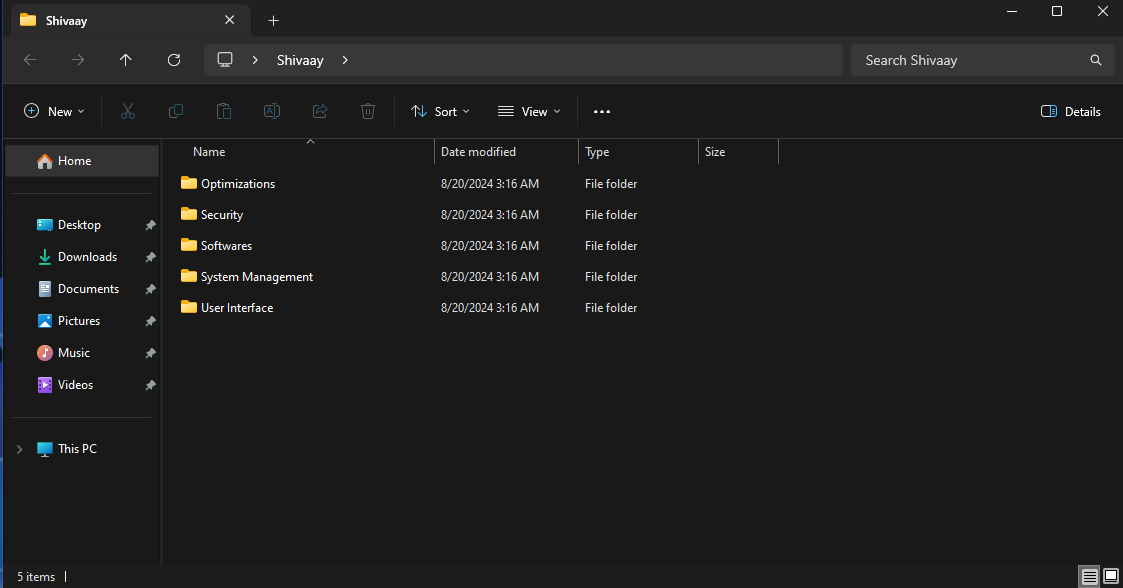 Shivaay
Shivaay
Search Shivaay
New
Sort
View
Details
Home
Desktop
Downloads
Documents
Pictures
Music
Videos
This PC
Name Date modified Type Size
Optimizations 8/20/2024 3:16 AM File folder
Security 8/20/2024 3:16 AM File folder
Softwares 8/20/2024 3:16 AM File folder
System Management 8/20/2024 3:16 AM File folder
User Interface 8/20/2024 3:16 AM File folder
5 items